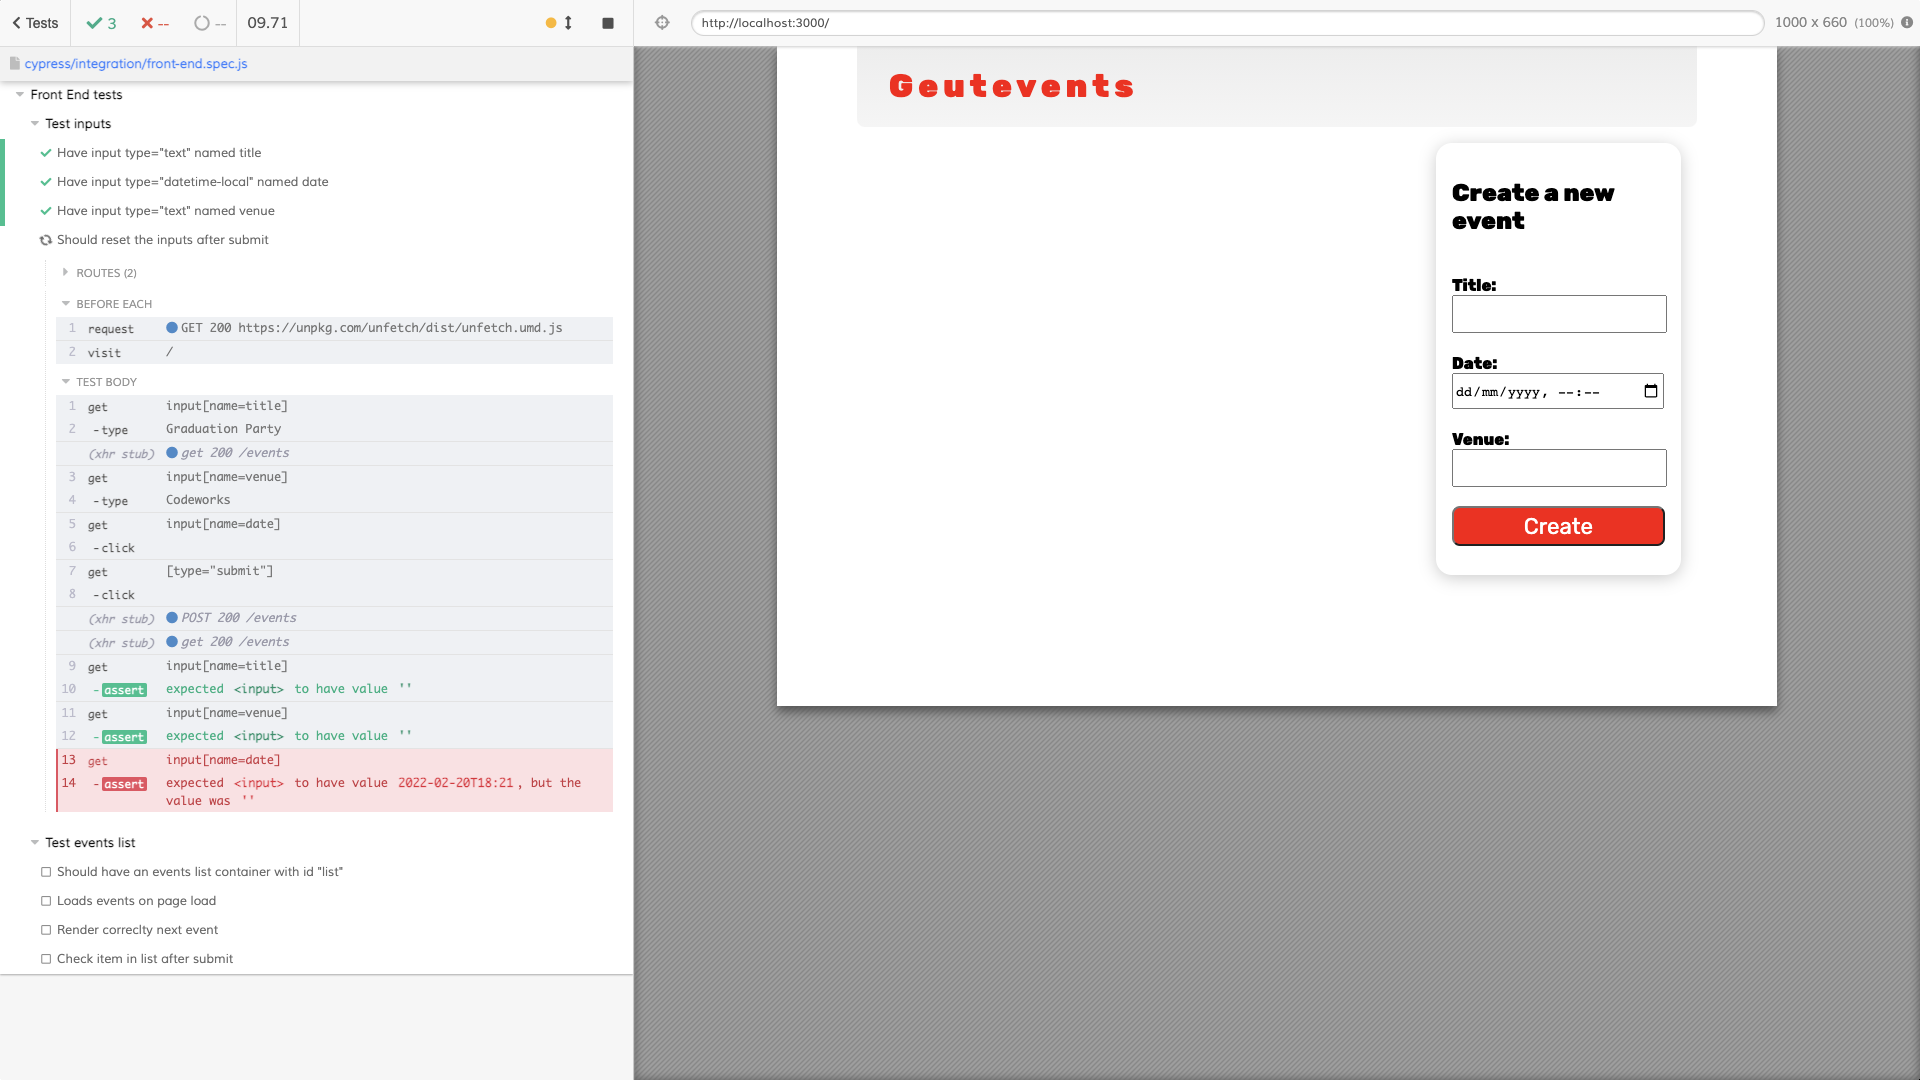 Tests
3
--
--
09.71
cypress/integration/front-end.spec.js
Front End tests
Test inputs
Have input type="text" named title
Have input type="datetime-local" named date
Have input type="text" named venue
Should reset the inputs after submit
ROUTES (2)
BEFORE EACH
1 request GET 200 https://unpkg.com/unfetch/dist/unfetch.umd.js
2 visit /
TEST BODY
1 get input[name=title]
2 -type Graduation Party
(xhr stub) get 200 /events
3 get input[name=venue]
4 -type Codeworks
5 get input[name=date]
6 -click
7 get [type="submit"]
8 -click
(xhr stub) POST 200 /events
(xhr stub) get 200 /events
9 get input[name=title]
10 -assert expected <input> to have value ''
11 get input[name=venue]
12 -assert expected <input> to have value ''
13 get input[name=date]
14 -assert expected <input> to have value 2022-02-20T18:21, but the
value was ''
Test events list
Should have an events list container with id "list"
Loads events on page load
Render correclty next event
Check item in list after submit
http://localhost:3000/
1000 x 660 (100%)
Geutevents
Create a new
event
Title:
Date:
dd/mm/yyyy, --:--
Venue:
Create